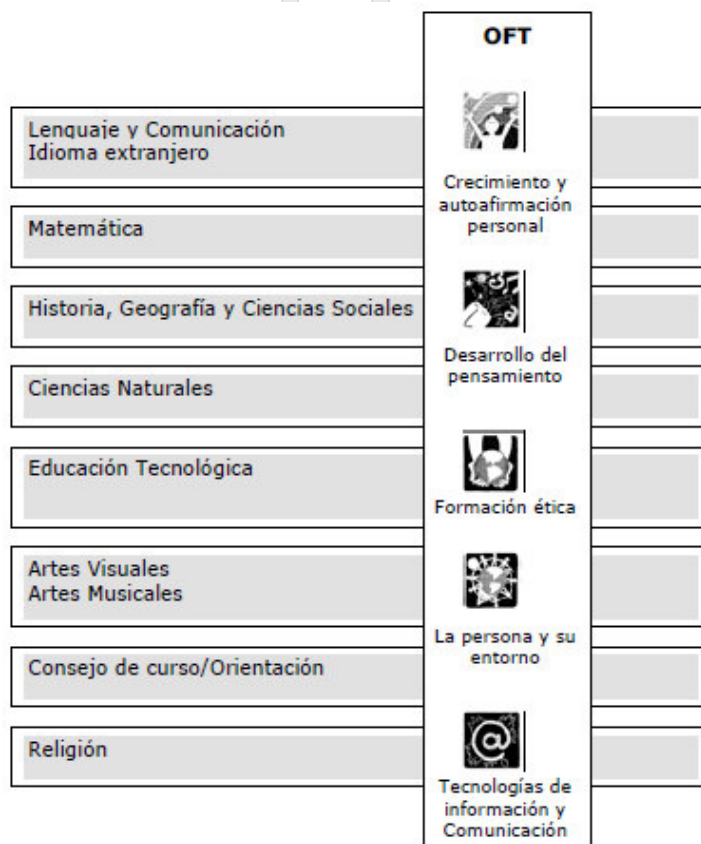 OFT
Lenguaje y Comunicación
Idioma extranjero
Crecimiento y
autoafirmación
personal
Matemática
Historia, Geografía y Ciencias Sociales
Desarrollo del
pensamiento
Ciencias Naturales
Educación Tecnológica
Formación ética
Artes Visuales
Artes Musicales
La persona y su
entorno
Consejo de curso/Orientación
Religión
@
Tecnologías de
información y
Comunicación